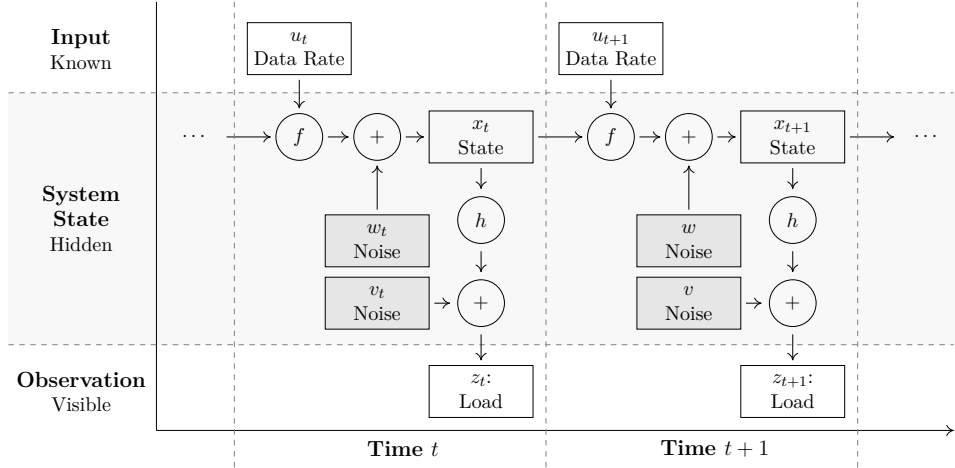 Input
Known
u_t
Data Rate
u_{t+1}
Data Rate
⋯
f
+
x_t
State
f
+
x_{t+1}
State
⋯
System
State
Hidden
w_t
Noise
h
w
Noise
h
v_t
Noise
+
v
Noise
+
Observation
Visible
z_t:
Load
z_{t+1}:
Load
Time t
Time t + 1